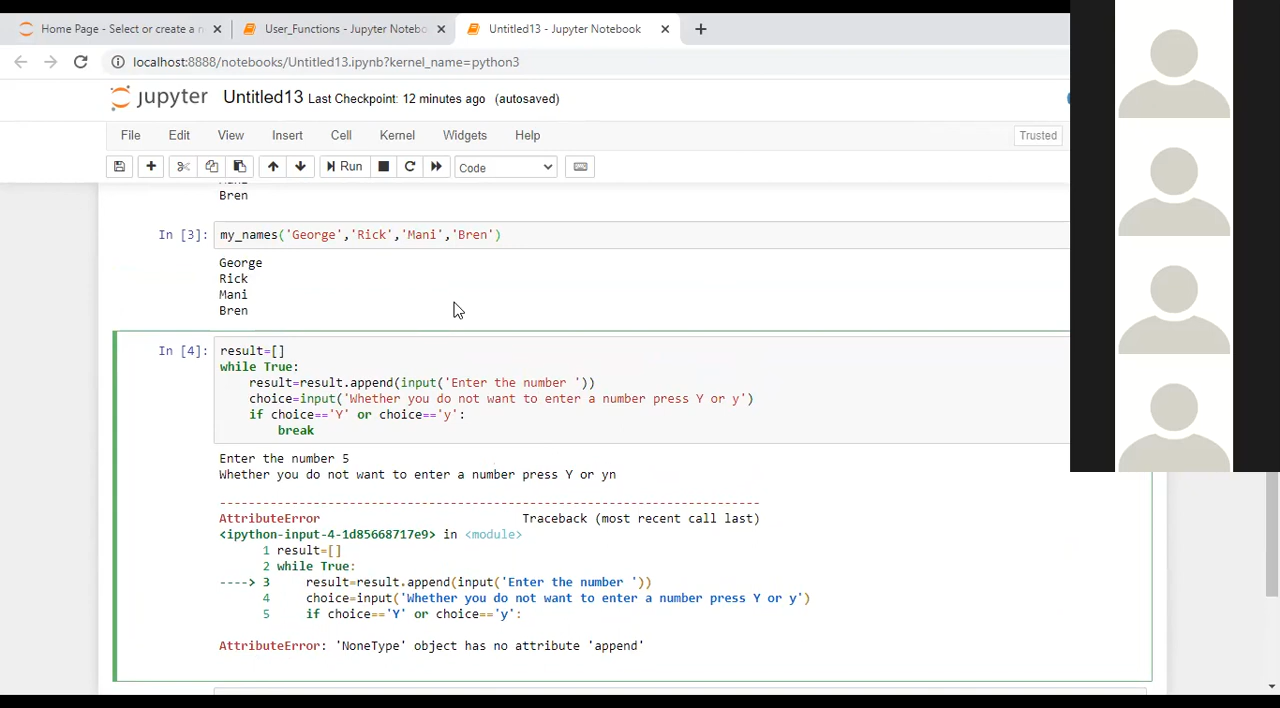 Home Page - Select or create a n
User_Functions - Jupyter Notebo
Untitled13 - Jupyter Notebook
localhost:8888/notebooks/Untitled13.ipynb?kernel_name=python3
jupyter Untitled13 Last Checkpoint: 12 minutes ago (autosaved)
File Edit View Insert Cell Kernel Widgets Help Trusted
Run Code
Bren
In [3]: my_names('George','Rick','Mani','Bren')
George
Rick
Mani
Bren
In [4]: result=[]
while True:
    result=result.append(input('Enter the number '))
    choice=input('Whether you do not want to enter a number press Y or y')
    if choice=='Y' or choice=='y':
        break
Enter the number 5
Whether you do not want to enter a number press Y or yn
---------------------------------------------------------------------------
AttributeError                            Traceback (most recent call last)
<ipython-input-4-1d85668717e9> in <module>
      1 result=[]
      2 while True:
----> 3     result=result.append(input('Enter the number '))
      4     choice=input('Whether you do not want to enter a number press Y or y')
      5     if choice=='Y' or choice=='y':
AttributeError: 'NoneType' object has no attribute 'append'